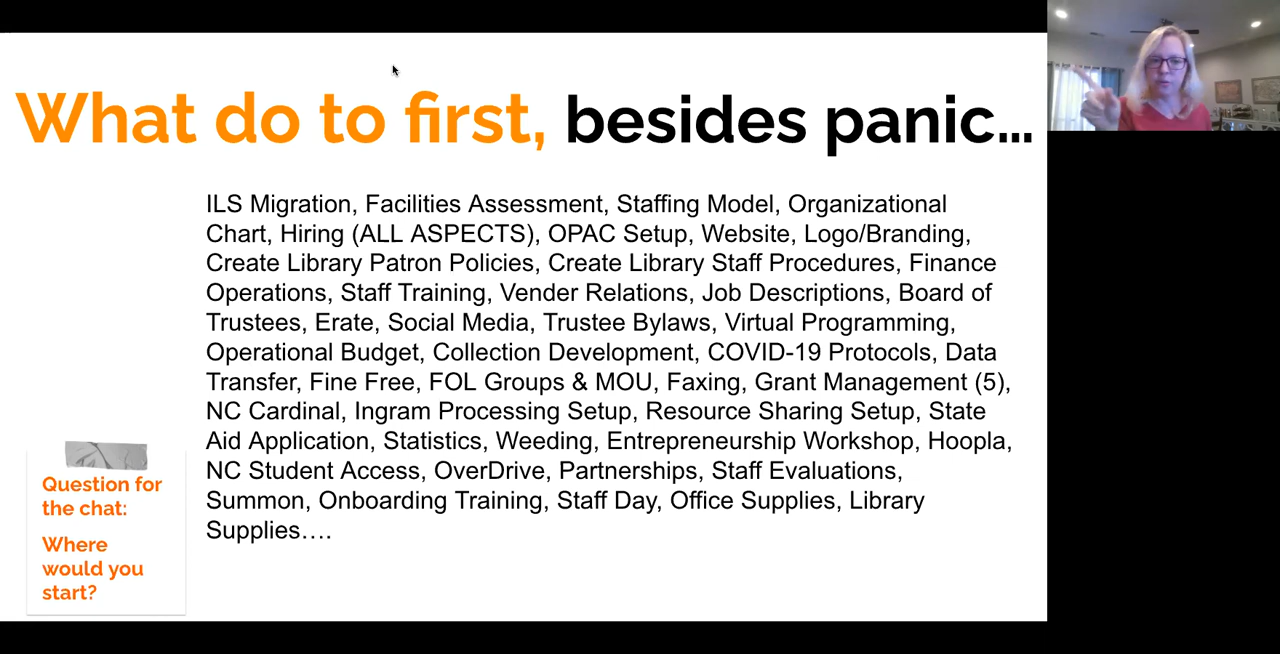 What do to first, besides panic...
ILS Migration, Facilities Assessment, Staffing Model, Organizational
Chart, Hiring (ALL ASPECTS), OPAC Setup, Website, Logo/Branding,
Create Library Patron Policies, Create Library Staff Procedures, Finance
Operations, Staff Training, Vender Relations, Job Descriptions, Board of
Trustees, Erate, Social Media, Trustee Bylaws, Virtual Programming,
Operational Budget, Collection Development, COVID-19 Protocols, Data
Transfer, Fine Free, FOL Groups & MOU, Faxing, Grant Management (5),
NC Cardinal, Ingram Processing Setup, Resource Sharing Setup, State
Aid Application, Statistics, Weeding, Entrepreneurship Workshop, Hoopla,
NC Student Access, OverDrive, Partnerships, Staff Evaluations,
Summon, Onboarding Training, Staff Day, Office Supplies, Library
Supplies….
Question for
the chat:
Where
would you
start?